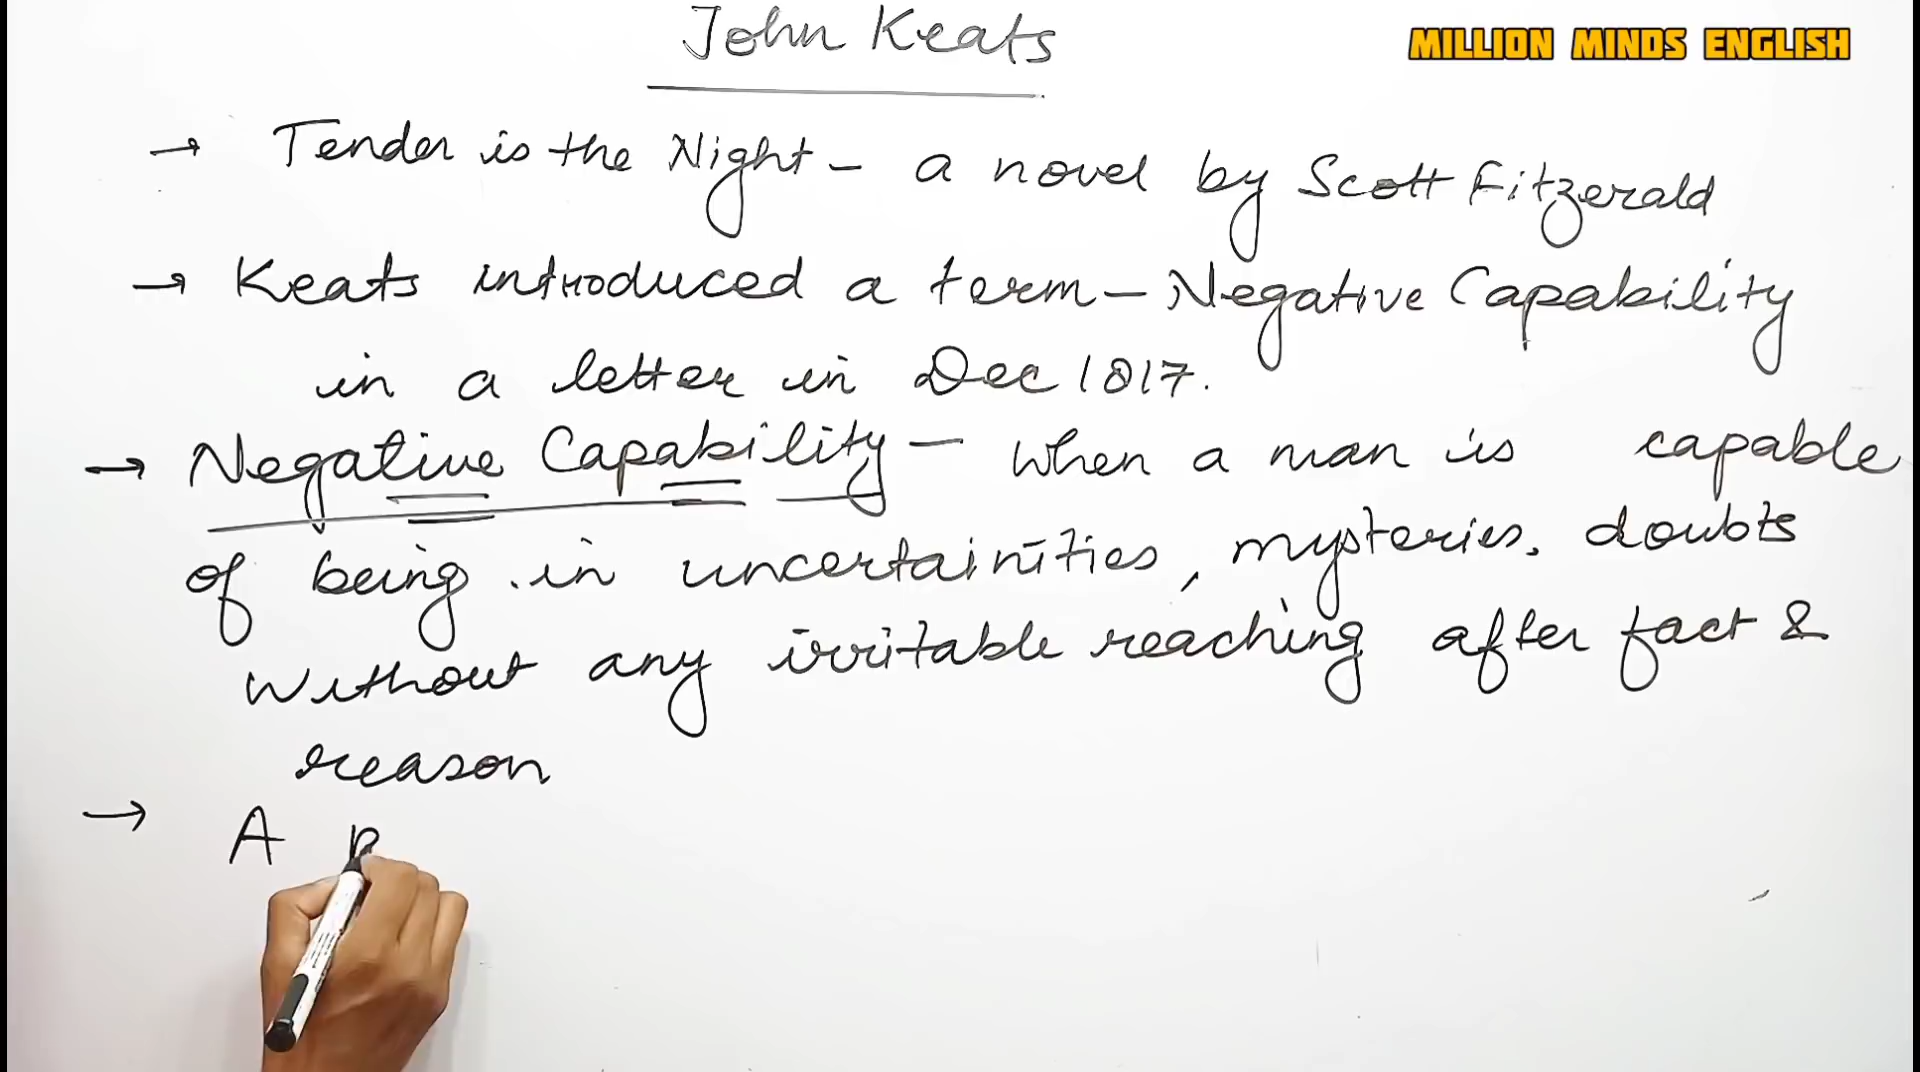 John Keats
MILLION MINDS ENGLISH
→ Tender is the Night – a novel by Scott Fitzerald
→ Keats introduced a term – Negative Capability
in a letter in Dec 1817.
→ Negative Capability – When a man is capable
of being in uncertainities, mysteries, doubts
without any irritable reaching after fact &
reason
→ A p